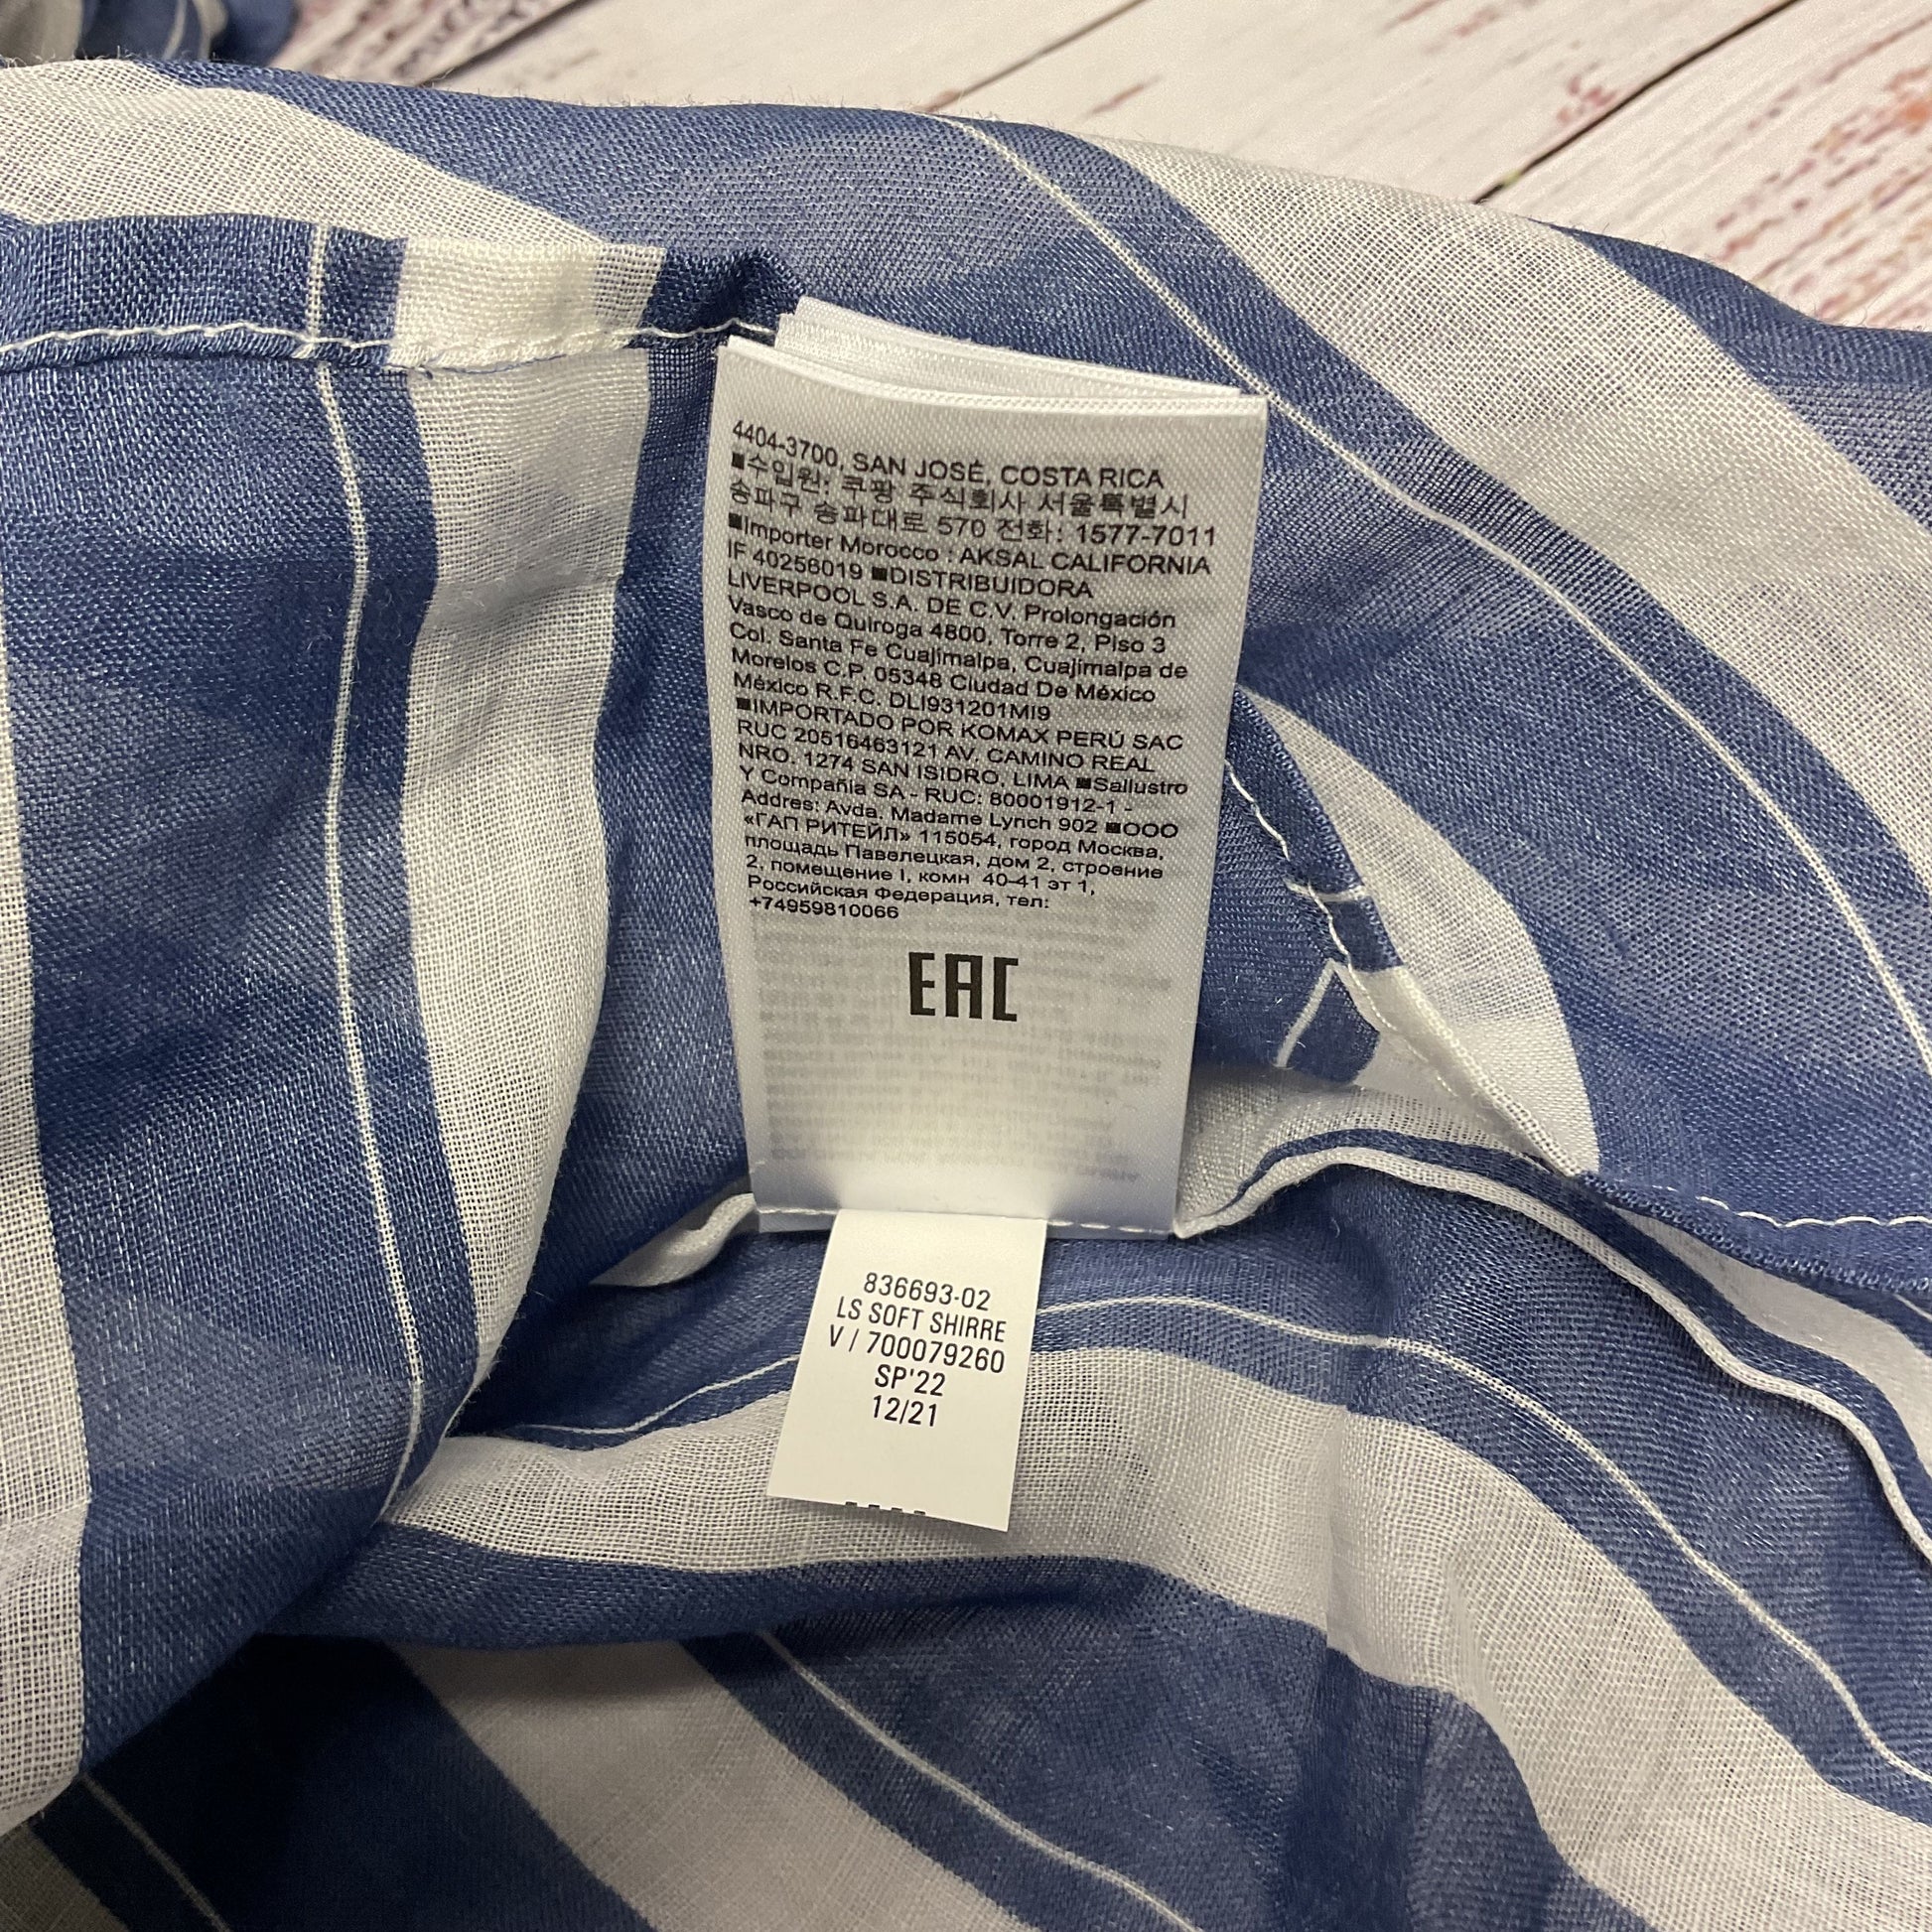 4404-3700, SAN JOSÉ, COSTA RICA
■수입원: 쿠팡 주식회사 서울특별시
송파구 송파대로 570 전화: 1577-7011
■Importer Morocco : AKSAL CALIFORNIA
IF 40256019 ■DISTRIBUIDORA
LIVERPOOL S.A. DE C.V. Prolongación
Vasco de Quiroga 4800, Torre 2, Piso 3
Col. Santa Fe Cuajimalpa, Cuajimalpa de
Morelos C.P. 05348 Ciudad De México
México R.F.C. DLI931201MI9
■IMPORTADO POR KOMAX PERÚ SAC
RUC 20516463121 AV. CAMINO REAL
NRO. 1274 SAN ISIDRO, LIMA ■Sallustro
Y Compañia SA - RUC: 80001912-1 -
Addres: Avda. Madame Lynch 902 ■ООО
«ГАП РИТЕЙЛ» 115054, город Москва,
площадь Павелецкая, дом 2, строение
2, помещение I, комн 40-41 эт 1,
Российская Федерация, тел:
+74959810066
EAC
836693-02
LS SOFT SHIRRE
V / 700079260
SP'22
12/21